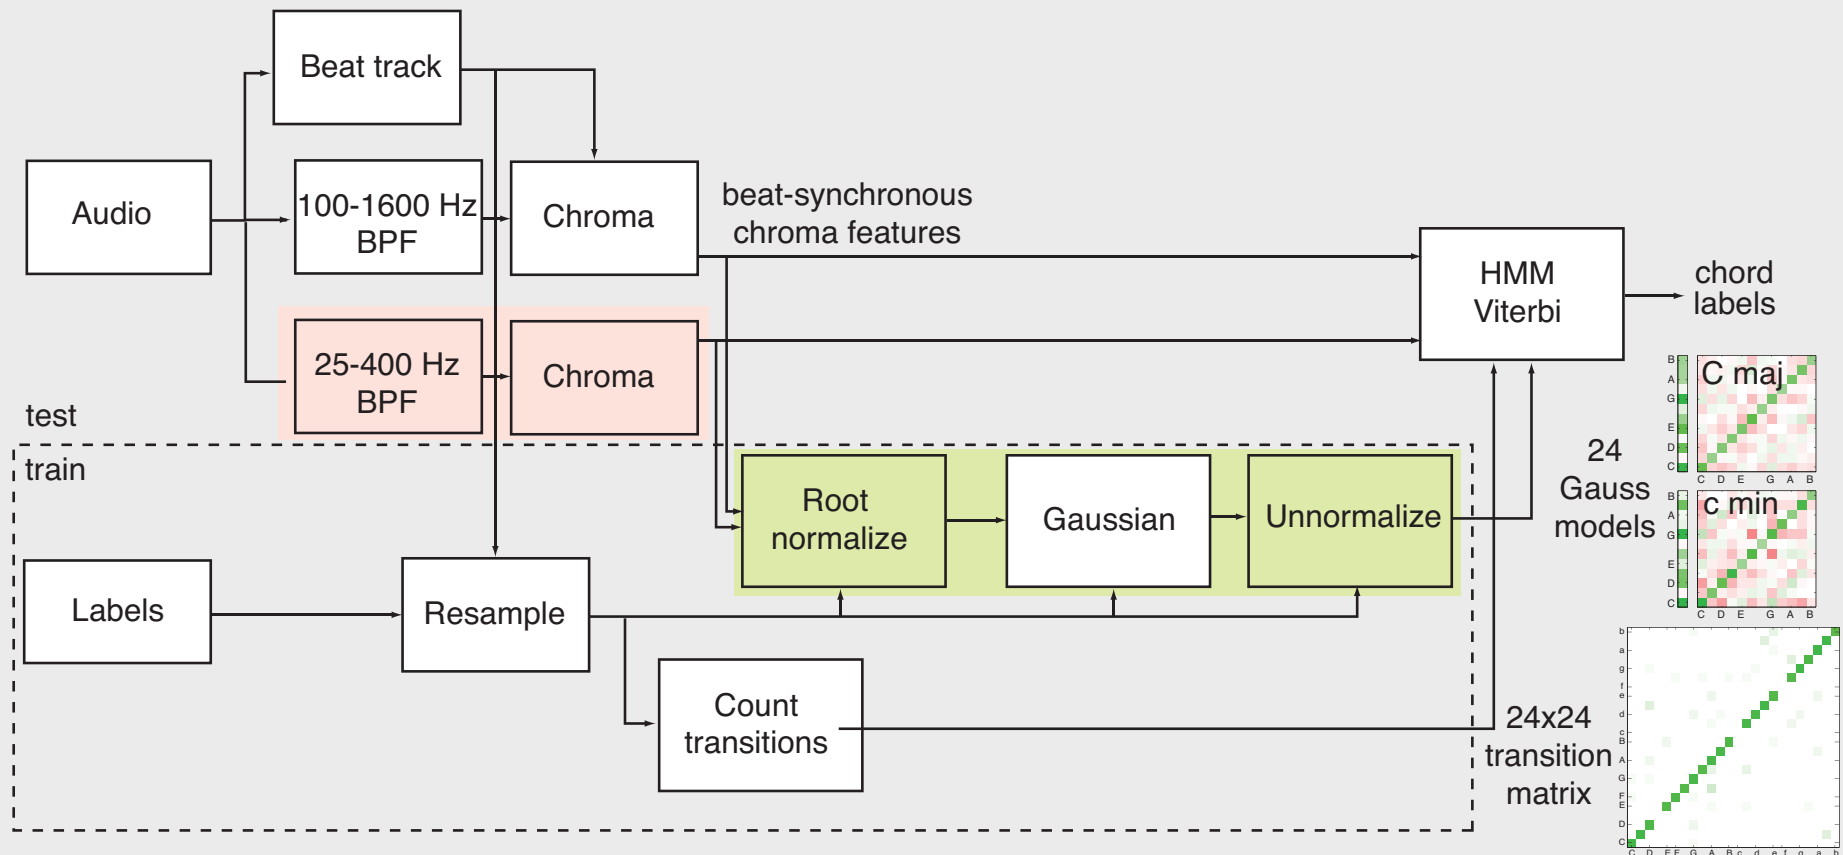 Beat track
Audio
100-1600 Hz
BPF
Chroma
beat-synchronous
chroma features
HMM
Viterbi
chord
labels
25-400 Hz
BPF
Chroma
test
train
Root
normalize
Gaussian
Unnormalize
24
Gauss
models
B
A
G
E
D
C
C maj
C D E G A B
B
A
G
E
D
C
c min
C D E G A B
Labels
Resample
Count
transitions
24x24
transition
matrix
b
a
g
f
e
d
c
B
A
G
F
E
D
C
C D E F G A B c d e f g a b